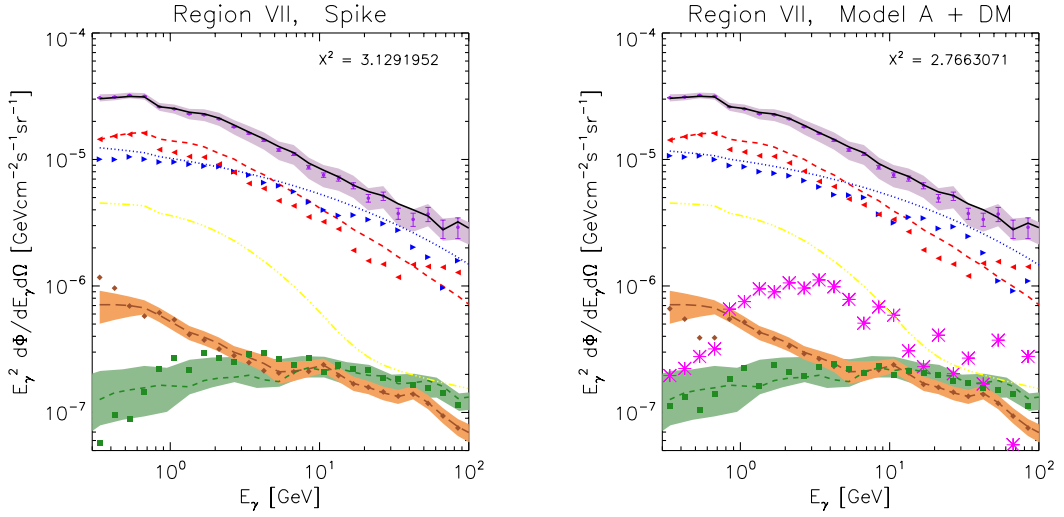 Region VII, Spike
X² = 3.1291952
10⁻⁴
10⁻⁵
10⁻⁶
10⁻⁷
E_γ² dΦ/dE_γdΩ [GeVcm⁻²s⁻¹sr⁻¹]
10⁰
10¹
10²
E_γ [GeV]
Region VII, Model A + DM
X² = 2.7663071
10⁻⁴
10⁻⁵
10⁻⁶
10⁻⁷
E_γ² dΦ/dE_γdΩ [GeVcm⁻²s⁻¹sr⁻¹]
10⁰
10¹
10²
E_γ [GeV]